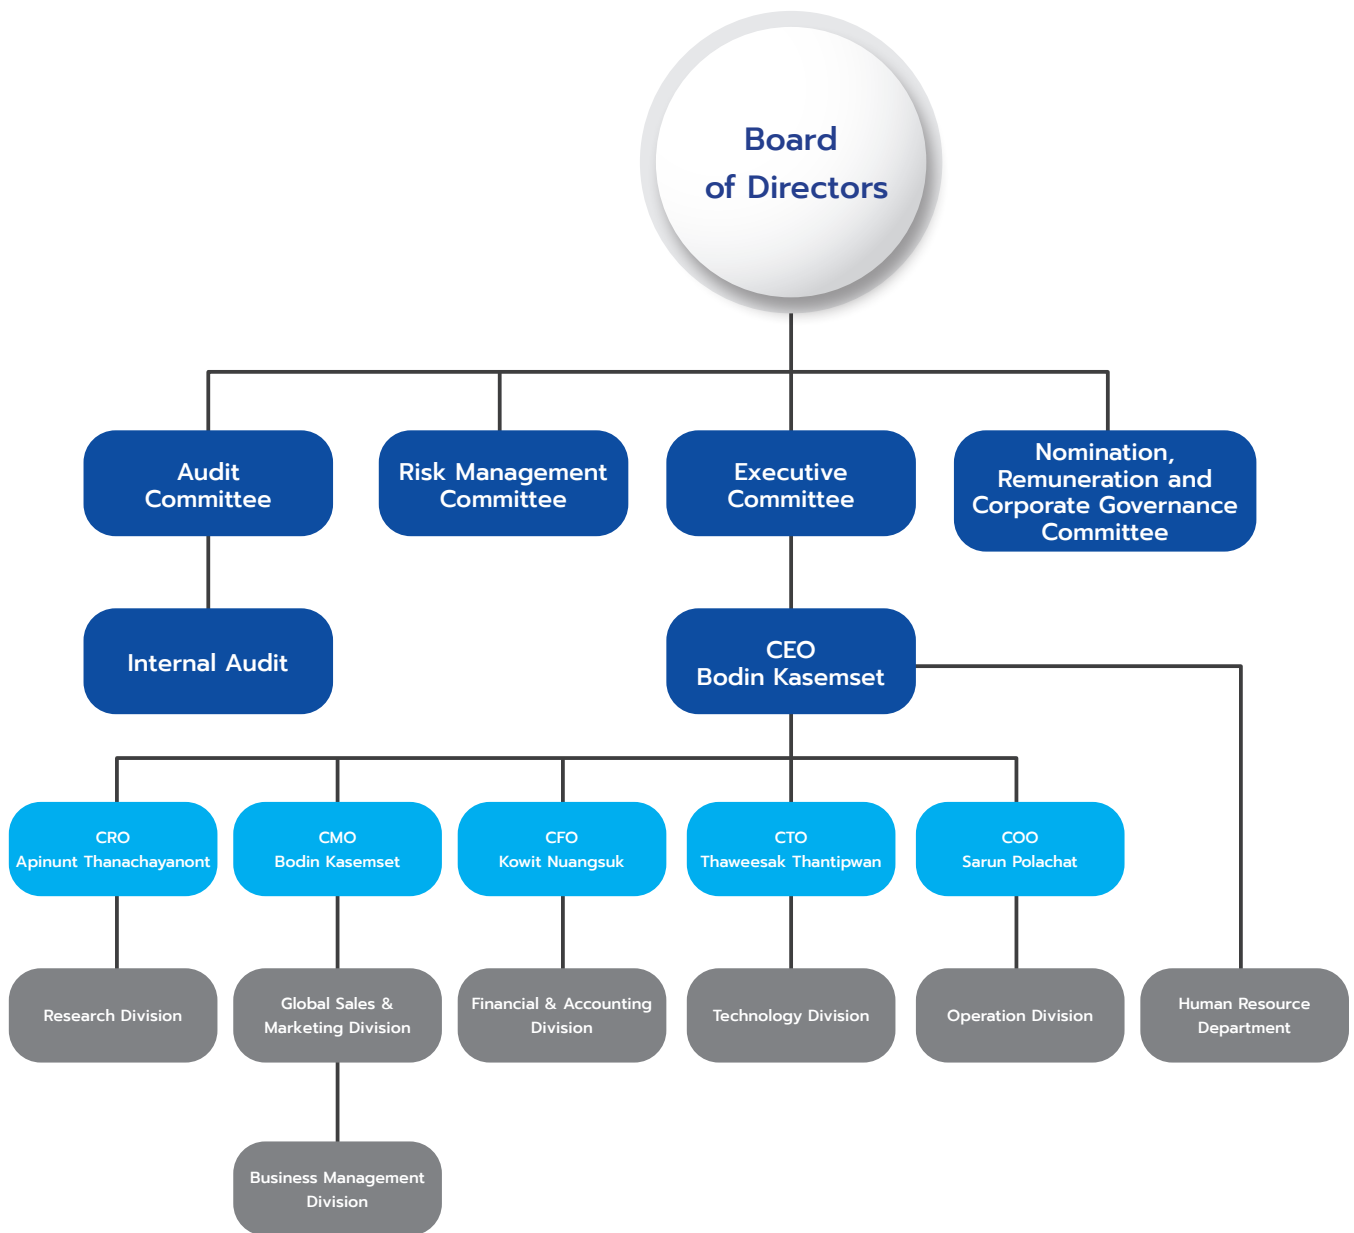 Board
of Directors
Audit
Committee
Risk Management
Committee
Executive
Committee
Nomination,
Remuneration and
Corporate Governance
Committee
Internal Audit
CEO
Bodin Kasemset
CRO
Apinunt Thanachayanont
CMO
Bodin Kasemset
CFO
Kowit Nuangsuk
CTO
Thaweesak Thantipwan
COO
Sarun Polachat
Research Division
Global Sales &
Marketing Division
Financial & Accounting
Division
Technology Division
Operation Division
Human Resource
Department
Business Management
Division